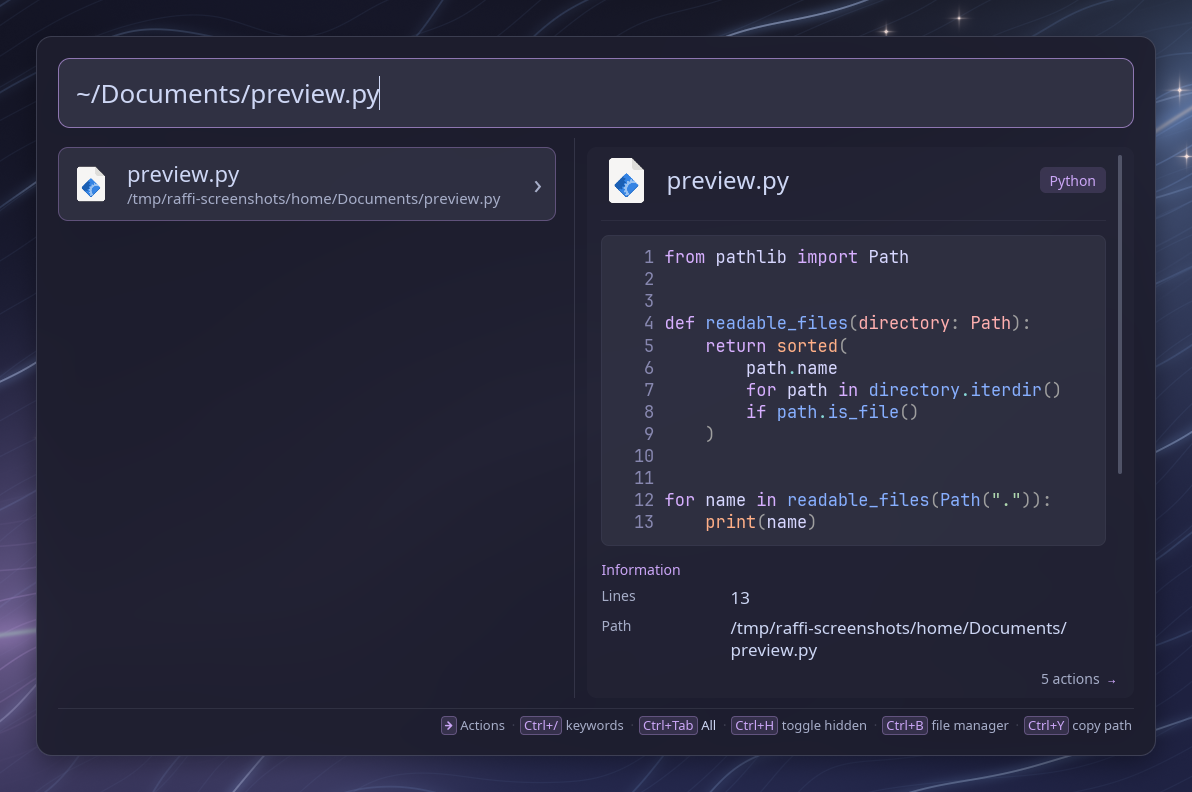 ~/Documents/preview.py
preview.py
/tmp/raffi-screenshots/home/Documents/preview.py
preview.py
Python
1 from pathlib import Path
2
3
4 def readable_files(directory: Path):
5     return sorted(
6         path.name
7         for path in directory.iterdir()
8         if path.is_file()
9     )
10
11
12 for name in readable_files(Path(".")):
13     print(name)
Information
Lines 13
Path /tmp/raffi-screenshots/home/Documents/
preview.py
5 actions →
→ Actions · Ctrl+/ keywords · Ctrl+Tab All · Ctrl+H toggle hidden · Ctrl+B file manager · Ctrl+Y copy path